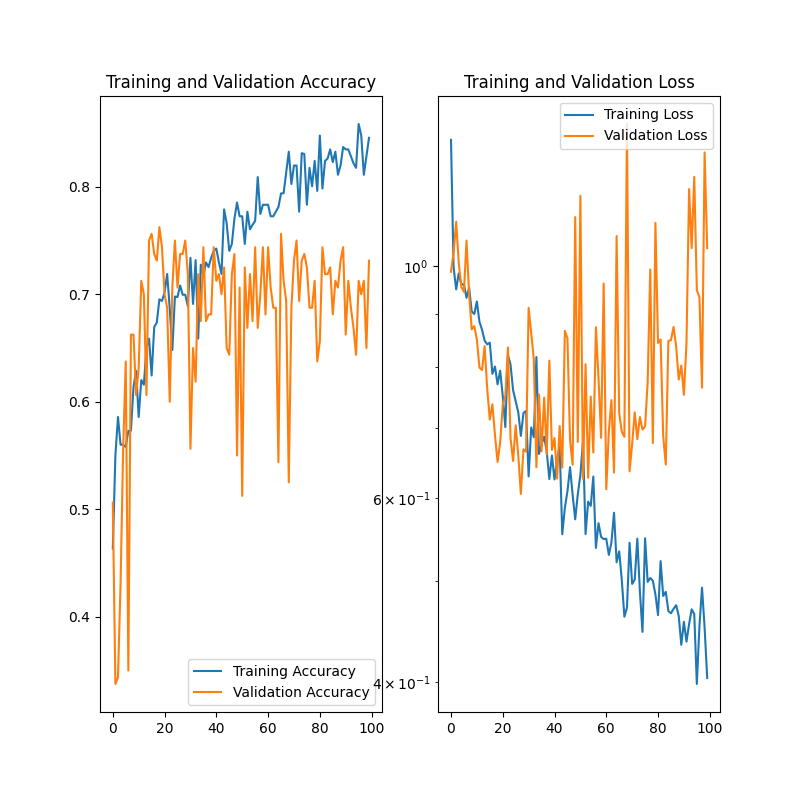 Training and Validation Accuracy
0.8
0.7
0.6
0.5
0.4
0 20 40 60 80 100
Training Accuracy
Validation Accuracy
Training and Validation Loss
10⁰
6 × 10⁻¹
4 × 10⁻¹
0 20 40 60 80 100
Training Loss
Validation Loss